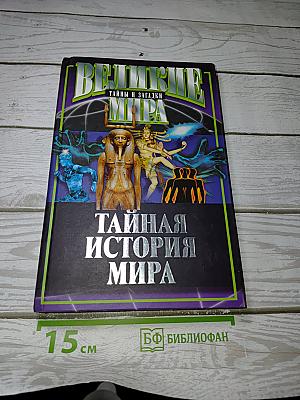 ВЕЛИКИЕ
ТАЙНЫ И ЗАГАДКИ
МИРА
ТАЙНАЯ
ИСТОРИЯ
МИРА
15 см
БФ БИБЛИОФАН